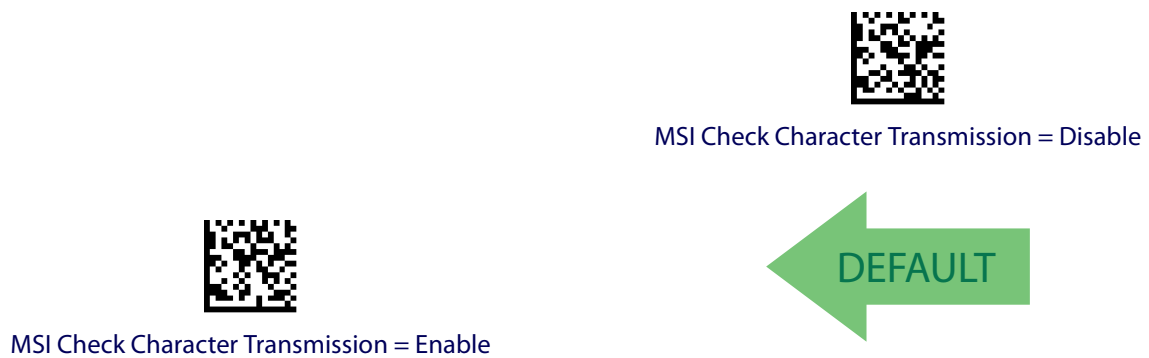 MSI Check Character Transmission = Disable
DEFAULT
MSI Check Character Transmission = Enable